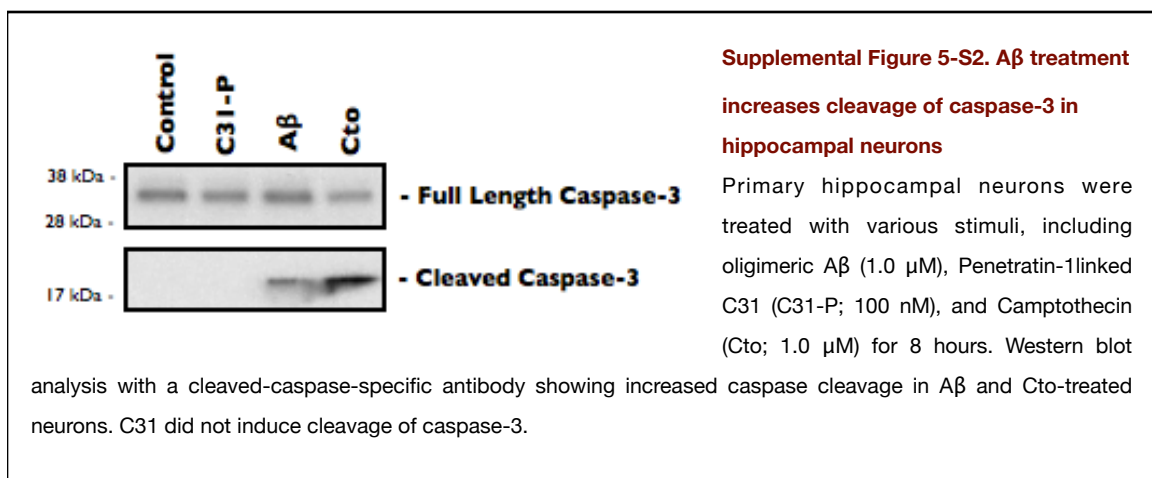 Control
C31-P
Aβ
Cto
38 kDa -
- Full Length Caspase-3
28 kDa -
- Cleaved Caspase-3
17 kDa -
Supplemental Figure 5-S2. Aβ treatment
increases cleavage of caspase-3 in
hippocampal neurons
Primary hippocampal neurons were
treated with various stimuli, including
oligimeric Aβ (1.0 µM), Penetratin-1linked
C31 (C31-P; 100 nM), and Camptothecin
(Cto; 1.0 µM) for 8 hours. Western blot
analysis with a cleaved-caspase-specific antibody showing increased caspase cleavage in Aβ and Cto-treated
neurons. C31 did not induce cleavage of caspase-3.